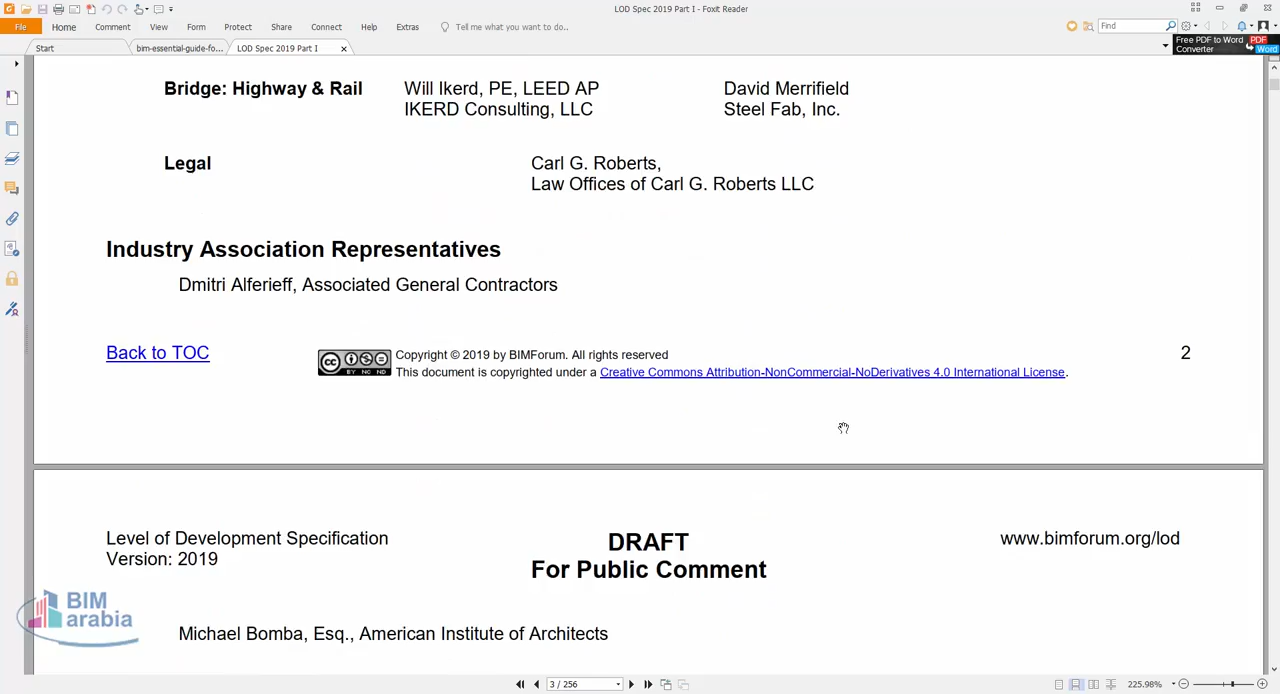 LOD Spec 2019 Part I - Foxit Reader
File Home Comment View Form Protect Share Connect Help Extras Tell me what you want to do.. Find
Start bim-essential-guide-fo... LOD Spec 2019 Part I
Free PDF to Word Converter PDF Word
Bridge: Highway & Rail Will Ikerd, PE, LEED AP David Merrifield
IKERD Consulting, LLC Steel Fab, Inc.
Legal Carl G. Roberts,
Law Offices of Carl G. Roberts LLC
Industry Association Representatives
Dmitri Alferieff, Associated General Contractors
Back to TOC Copyright © 2019 by BIMForum. All rights reserved 2
This document is copyrighted under a Creative Commons Attribution-NonCommercial-NoDerivatives 4.0 International License.
cc BY NC ND
Level of Development Specification DRAFT www.bimforum.org/lod
Version: 2019 For Public Comment
BIM
arabia
Michael Bomba, Esq., American Institute of Architects
3 / 256 225.98%